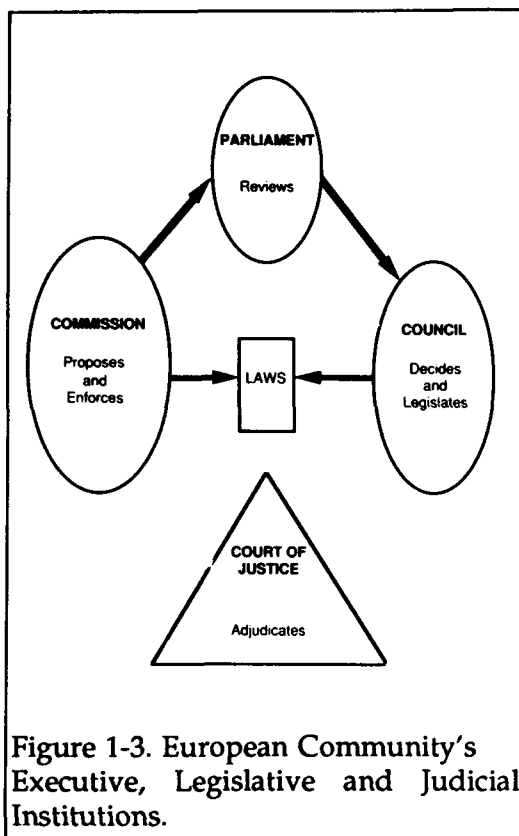 PARLIAMENT
Reviews
COMMISSION
Proposes
and
Enforces
LAWS
COUNCIL
Decides
and
Legislates
COURT OF
JUSTICE
Adjudicates
Figure 1-3. European Community's
Executive, Legislative and Judicial
Institutions.